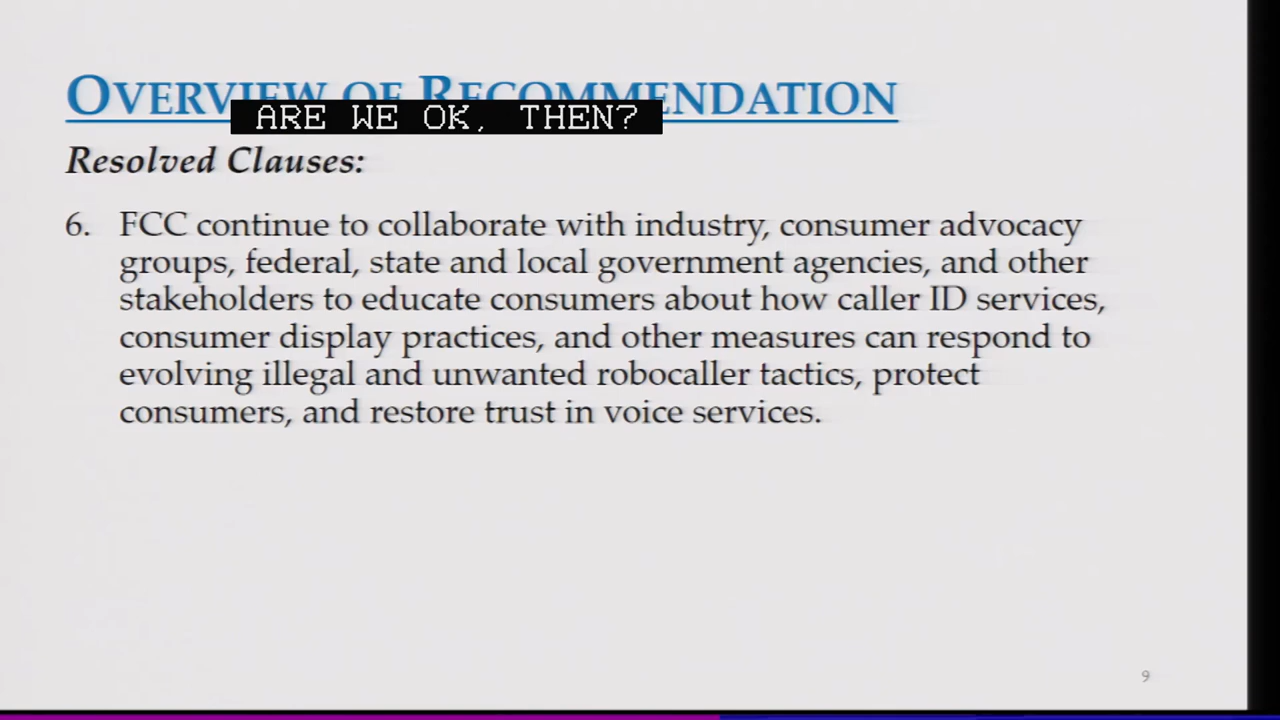 OVERVIEW OF RECOMMENDATION
ARE WE OK, THEN?
Resolved Clauses:
6. FCC continue to collaborate with industry, consumer advocacy
groups, federal, state and local government agencies, and other
stakeholders to educate consumers about how caller ID services,
consumer display practices, and other measures can respond to
evolving illegal and unwanted robocaller tactics, protect
consumers, and restore trust in voice services.
9